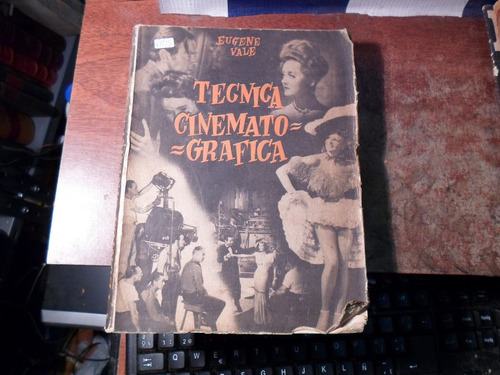 EUGENE
VALE
TECNICA
CINEMATO=
=GRAFICA
Q W E R T Y U